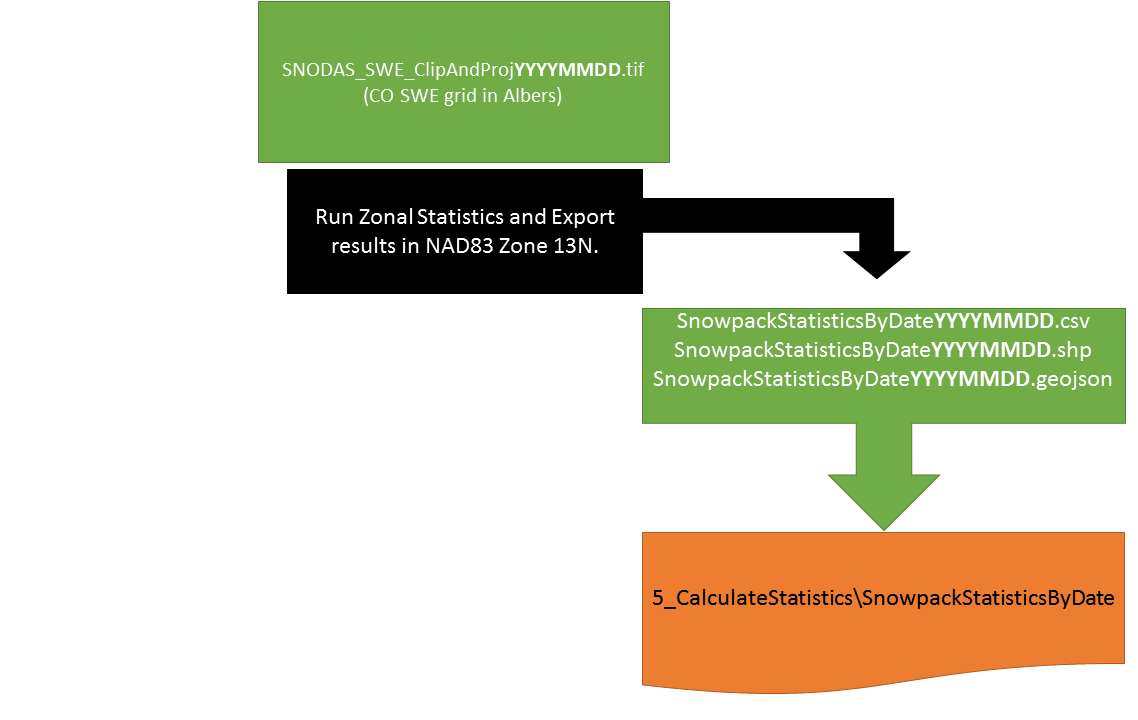 SNODAS_SWE_ClipAndProjYYYYMMDD.tif
(CO SWE grid in Albers)
Run Zonal Statistics and Export
results in NAD83 Zone 13N.
SnowpackStatisticsByDateYYYYMMDD.csv
SnowpackStatisticsByDateYYYYMMDD.shp
SnowpackStatisticsByDateYYYYMMDD.geojson
5_CalculateStatistics\SnowpackStatisticsByDate